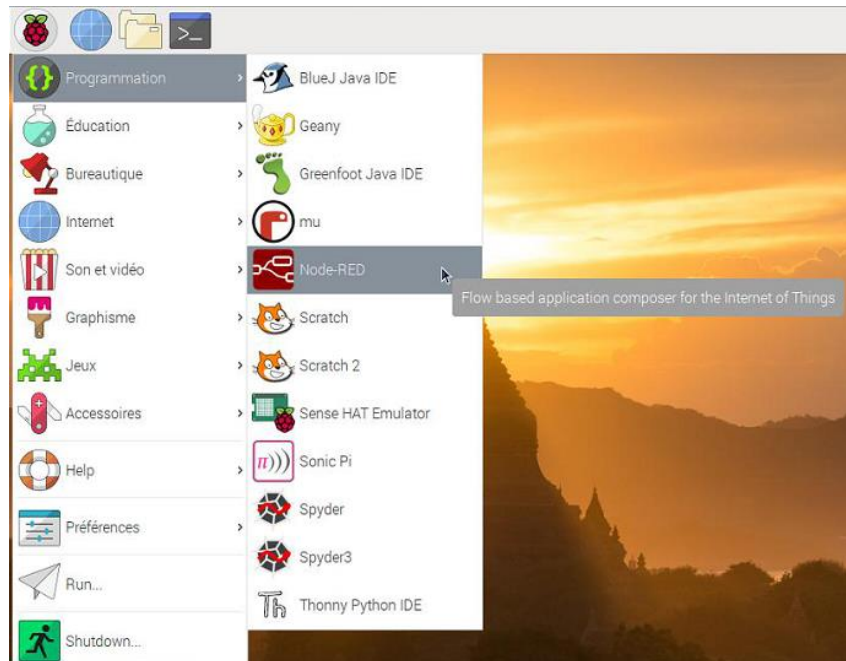 Programmation
Éducation
Bureautique
Internet
Son et vidéo
Graphisme
Jeux
Accessoires
Help
Préférences
Run...
Shutdown...
BlueJ Java IDE
Geany
Greenfoot Java IDE
mu
Node-RED
Scratch
Scratch 2
Sense HAT Emulator
Sonic Pi
Spyder
Spyder3
Thonny Python IDE
Flow based application composer for the Internet of Things